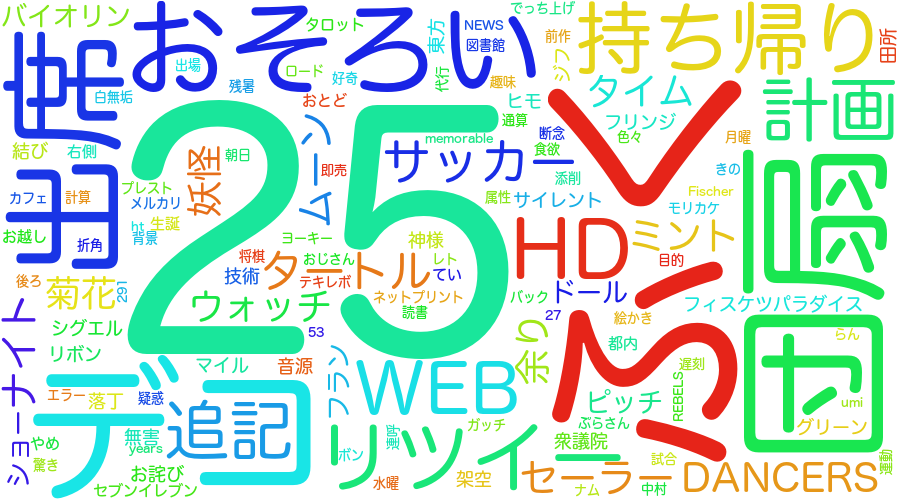 バイオリン
おそろい
タロット
東方
NEWS
図書館
でっち上げ
前作
持ち帰り
田所
出席
出場
白無垢
残暑
ロード
好奇
代行
趣味
ジフ
ヒモ
タイム
計画
結び
右側
おとど
ムーン
memorable
通算
断念
食欲
フリンジ
色々
月曜
25
妖怪
朝日
即売
サッカー
添削
きの
カフェ
計算
プレスト
メルカリ
属性
サイレント
Fischer
モリカケ
お越し
折角
ht
生誕
背景
ヨーキー
神様
HD
ミント
団陰
後ろ
菊花
291
将棋
技術
おじさん
テキレボ
タートル
レト
てい
目的
ネットプリント
バック
ドール
フィスケツパラダイス
ウォッチ
読書
27
絵かき
シグエル
53
余り
都内
らん
リボン
マイル
音源
フラン
遅刻
ショーナイト
エラー
落丁
疑惑
デコ
WEB
ピッチ
REBELS
umi
追記
ガッチ
ぶらさん
グリーン
やめ
無害
years
リツイ
衆議院
驚き
お詫び
ボン
連野
試合
運動
セブンイレブン
水曜
架空
セーラー
ナム
中村
DANCERS